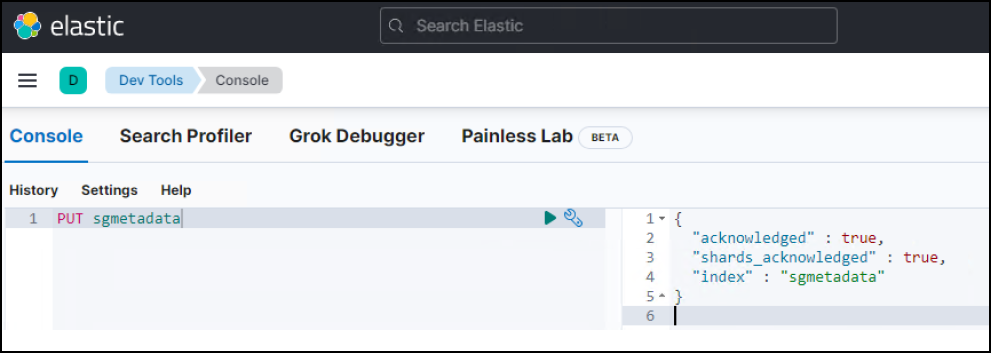 elastic
Search Elastic
D
Dev Tools
Console
Console
Search Profiler
Grok Debugger
Painless Lab
BETA
History
Settings
Help
1 PUT sgmetadata
1 {
2 "acknowledged" : true,
3 "shards_acknowledged" : true,
4 "index" : "sgmetadata"
5 }
6